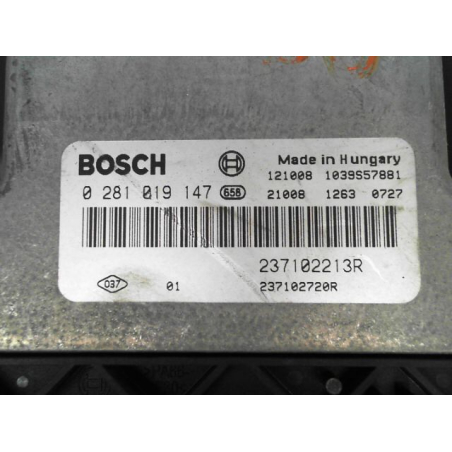 BOSCH
Made in Hungary
121008 1039S57881
0 281 019 147 658
21008 1263 0727
237102213R
037 01
237102720R